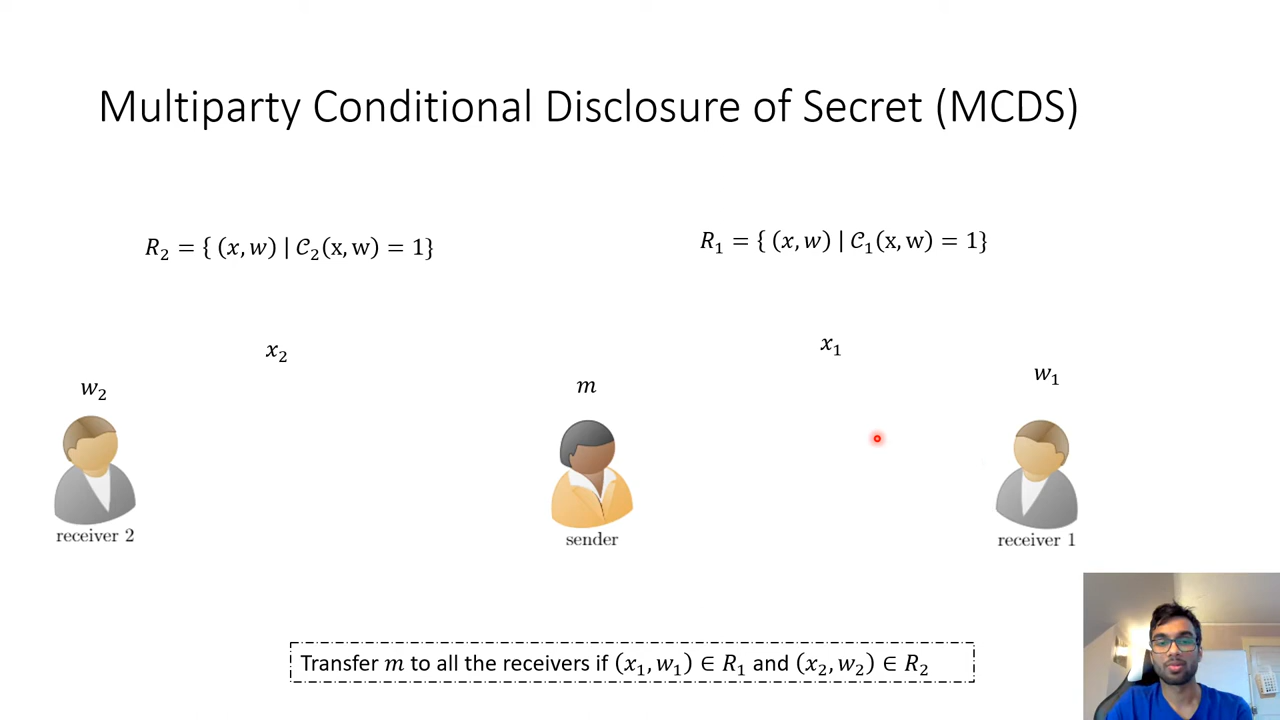 Multiparty Conditional Disclosure of Secret (MCDS)
R₂ = { (x, w) | 𝒞₂(x, w) = 1}
R₁ = { (x, w) | 𝒞₁(x, w) = 1}
x₂
x₁
w₂
m
w₁
receiver 2
sender
receiver 1
Transfer m to all the receivers if (x₁, w₁) ∈ R₁ and (x₂, w₂) ∈ R₂